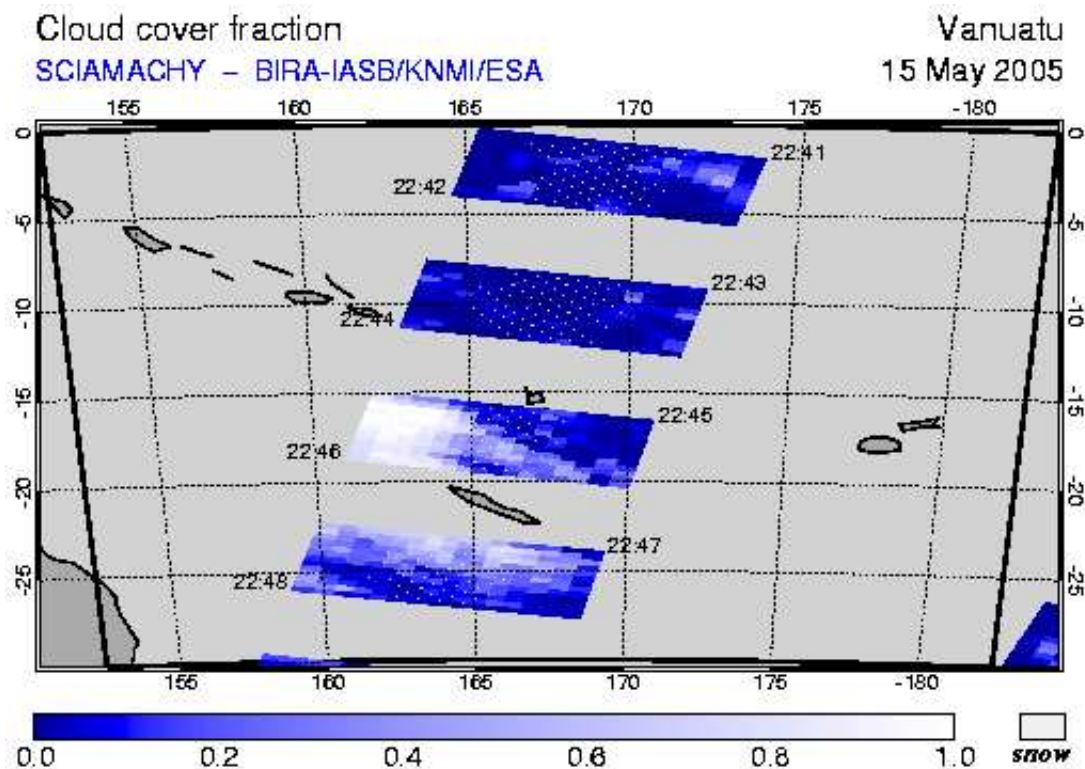 Cloud cover fraction Vanuatu
SCIAMACHY – BIRA-IASB/KNMI/ESA 15 May 2005
155 160 165 170 175 -180
0 0
22:41
22:42
-5 -5
22:43
22:44
-10 -10
-15 -15
22:45
22:46
-20 -20
22:47
22:48
-25 -25
155 160 165 170 175 -180
0.0 0.2 0.4 0.6 0.8 1.0 snow